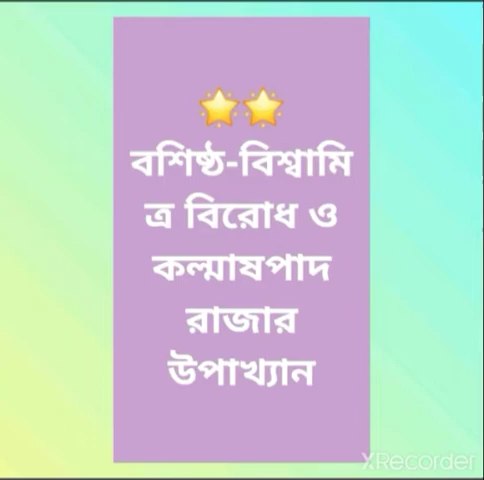 বশিষ্ঠ-বিশ্বামি
ত্র বিরোধ ও
কল্মাষপাদ
রাজার
উপাখ্যান
XRecorder